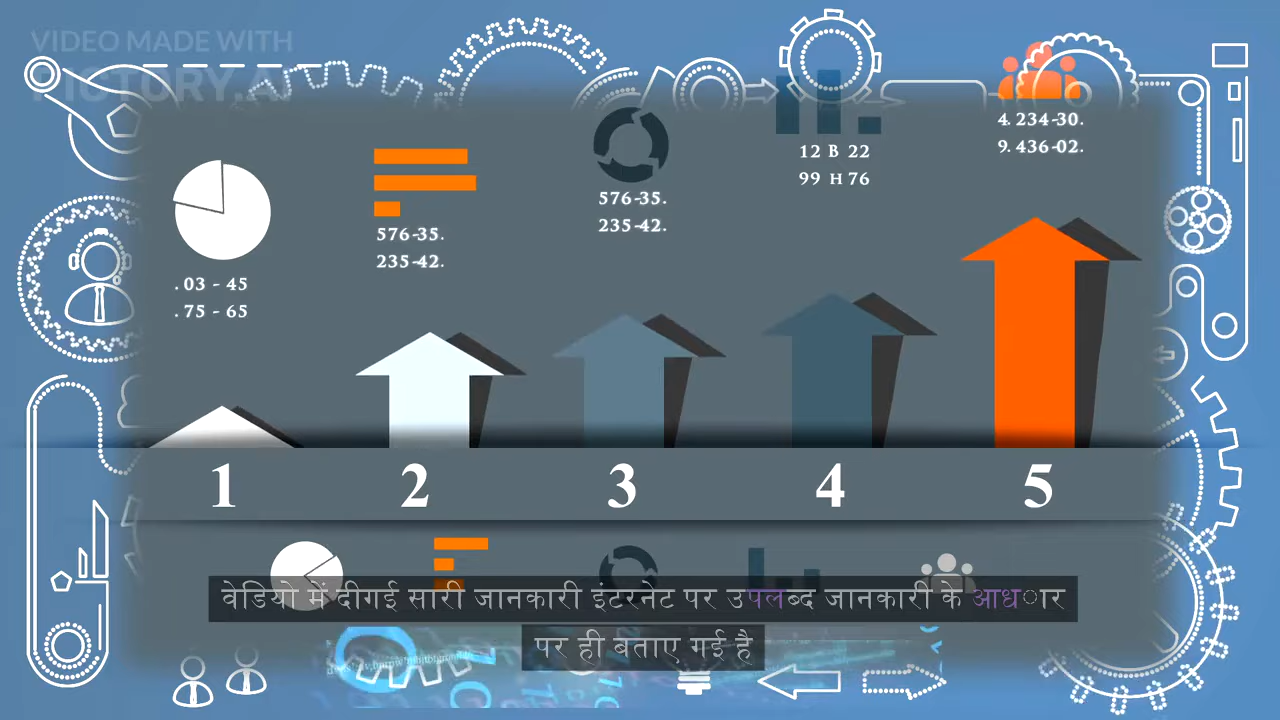 VIDEO MADE WITH
PICTORY.AI
4. 234-30.
9. 436-02.
12 B 22
99 H 76
576-35.
235-42.
576-35.
235-42.
. 03 - 45
. 75 - 65
1 2 3 4 5
वेडियो में दीगई सारी जानकारी इंटरनेट पर उपलब्द जानकारी के आधार
पर ही बताए गई है